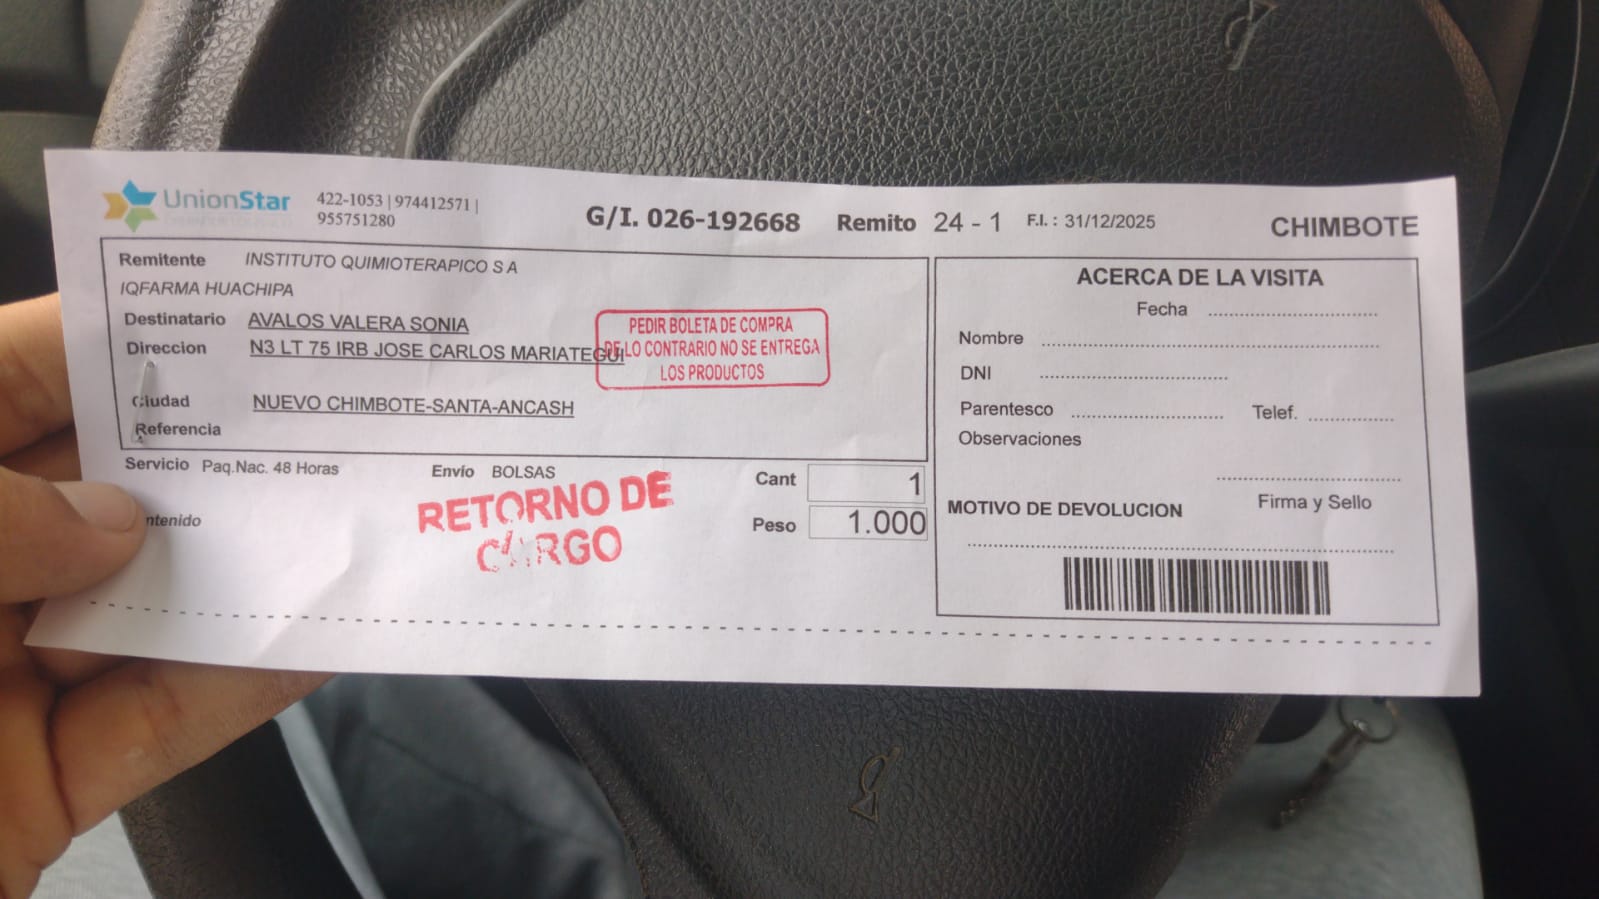 UnionStar
422-1053 | 974412571 |
955751280
G/I. 026-192668 Remito 24 - 1 F.I. : 31/12/2025
CHIMBOTE
Remitente INSTITUTO QUIMIOTERAPICO S A
IQFARMA HUACHIPA
Destinatario AVALOS VALERA SONIA
Direccion N3 LT 75 IRB JOSE CARLOS MARIATEGUI
PEDIR BOLETA DE COMPRA
DE LO CONTRARIO NO SE ENTREGA
LOS PRODUCTOS
Ciudad NUEVO CHIMBOTE-SANTA-ANCASH
Referencia
Servicio Paq.Nac. 48 Horas Envío BOLSAS Cant 1
RETORNO DE
CARGO
ntenido Peso 1.000
ACERCA DE LA VISITA
Fecha
Nombre
DNI
Parentesco Telef.
Observaciones
Firma y Sello
MOTIVO DE DEVOLUCION